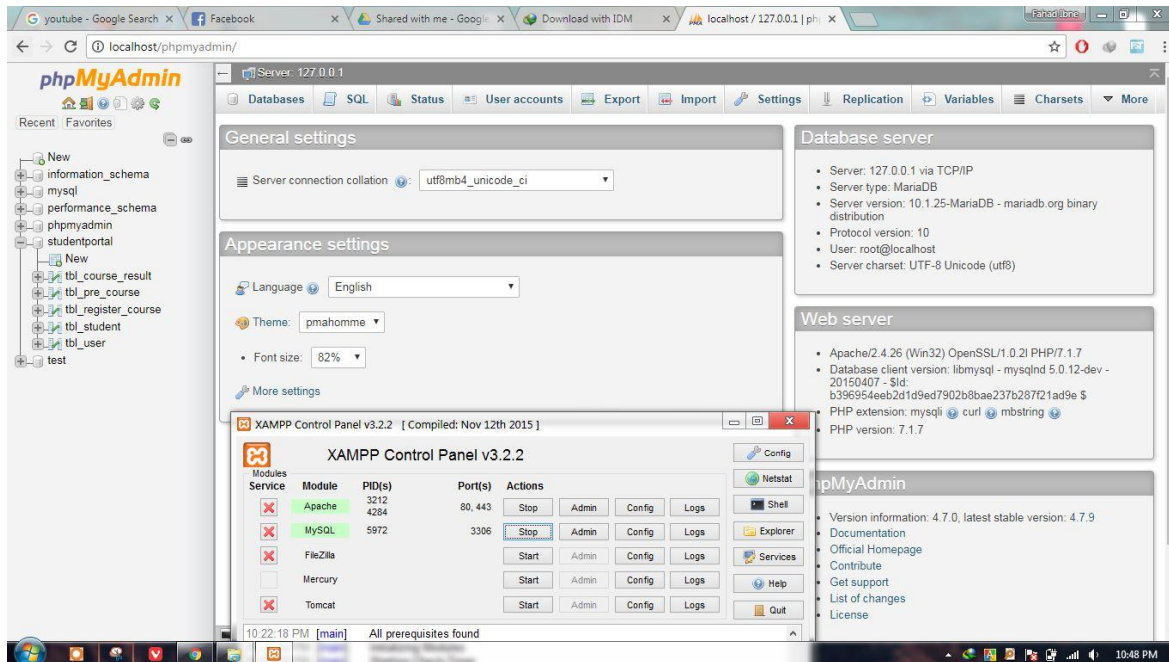 youtube - Google Search
Facebook
Shared with me - Google
Download with IDM
localhost / 127.0.0.1 | ph
localhost/phpmyadmin/
phpMyAdmin
Recent Favorites
New
information_schema
mysql
performance_schema
phpmyadmin
studentportal
New
tbl_course_result
tbl_pre_course
tbl_register_course
tbl_student
tbl_user
test
Server: 127.0.0.1
Databases SQL Status User accounts Export Import Settings Replication Variables Charsets More
General settings
Server connection collation : utf8mb4_unicode_ci
Appearance settings
Language English
Theme: pmahomme
Font size: 82%
More settings
Database server
Server: 127.0.0.1 via TCP/IP
Server type: MariaDB
Server version: 10.1.25-MariaDB - mariadb.org binary
distribution
Protocol version: 10
User: root@localhost
Server charset: UTF-8 Unicode (utf8)
Web server
Apache/2.4.26 (Win32) OpenSSL/1.0.2l PHP/7.1.7
Database client version: libmysql - mysqlnd 5.0.12-dev -
20150407 - $Id:
b396954eeb2d1d9ed7902b8bae237b287f21ad9e $
PHP extension: mysqli curl mbstring
PHP version: 7.1.7
hpMyAdmin
Version information: 4.7.0, latest stable version: 4.7.9
Documentation
Official Homepage
Contribute
Get support
List of changes
License
XAMPP Control Panel v3.2.2 [ Compiled: Nov 12th 2015 ]
XAMPP Control Panel v3.2.2
Modules
Service Module PID(s) Port(s) Actions
Apache 3212 4284 80, 443 Stop Admin Config Logs
MySQL 5972 3306 Stop Admin Config Logs
FileZilla Start Admin Config Logs
Mercury Start Admin Config Logs
Tomcat Start Admin Config Logs
Config
Netstat
Shell
Explorer
Services
Help
Quit
10:22:18 PM [main] All prerequisites found
10:48 PM